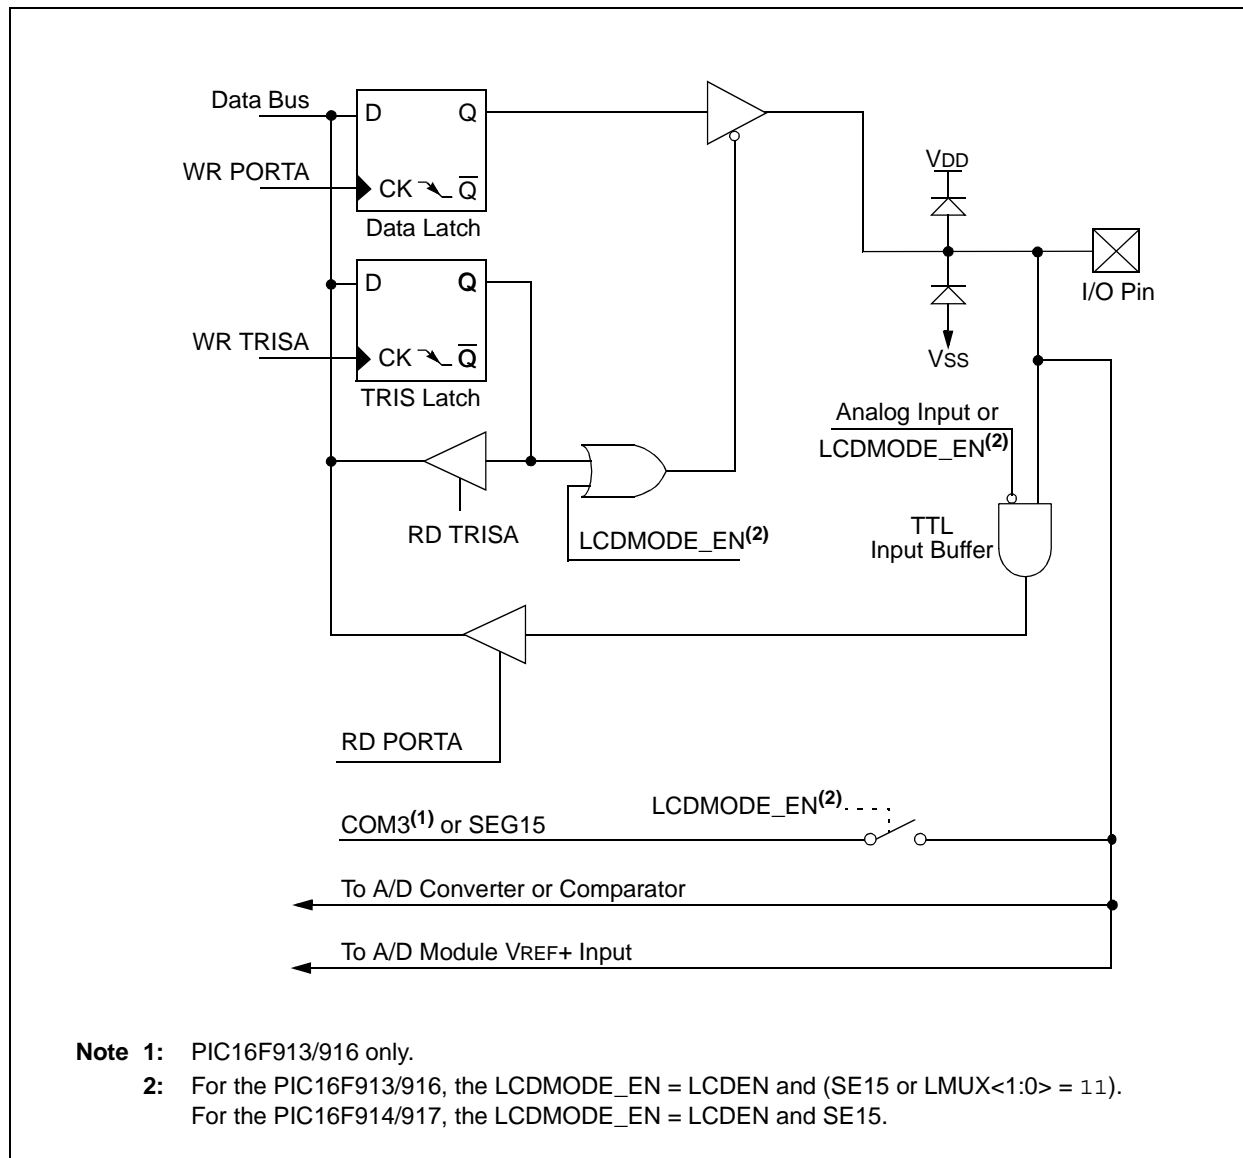 Data Bus
D Q
WR PORTA
CK Q̅
Data Latch
VDD
D Q
I/O Pin
WR TRISA
CK Q̅
VSS
TRIS Latch
Analog Input or
LCDMODE_EN(2)
RD TRISA
LCDMODE_EN(2)
TTL
Input Buffer
RD PORTA
LCDMODE_EN(2)
COM3(1) or SEG15
To A/D Converter or Comparator
To A/D Module VREF+ Input
Note 1: PIC16F913/916 only.
2: For the PIC16F913/916, the LCDMODE_EN = LCDEN and (SE15 or LMUX<1:0> = 11).
For the PIC16F914/917, the LCDMODE_EN = LCDEN and SE15.